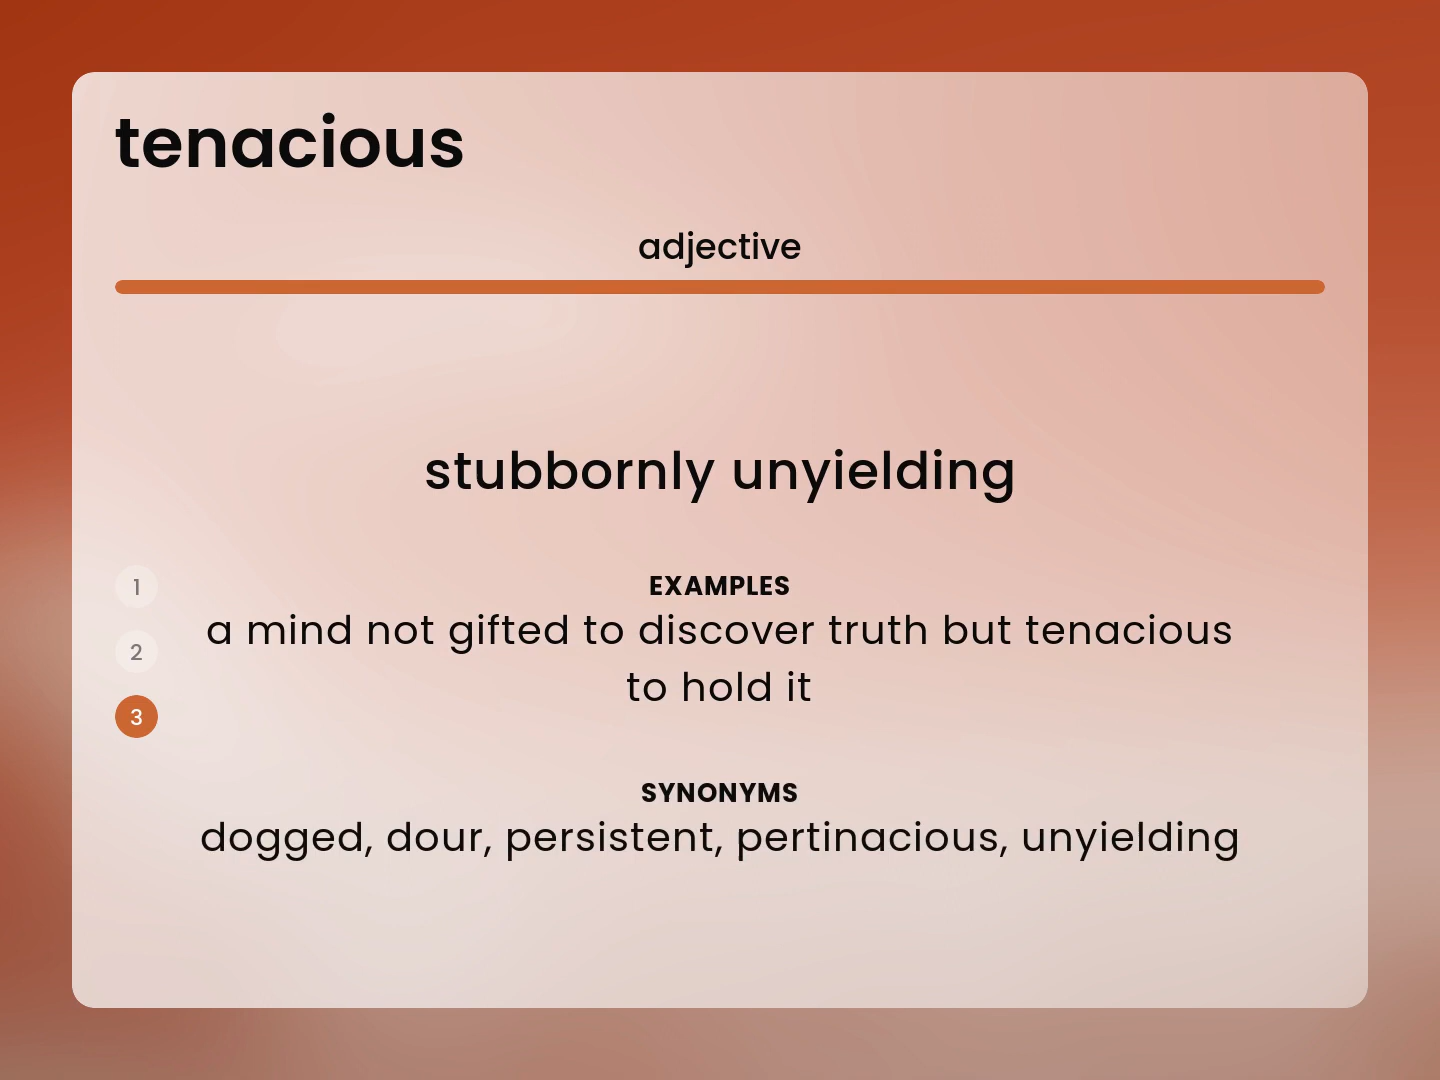 tenacious
adjective
stubbornly unyielding
1
2
3
EXAMPLES
a mind not gifted to discover truth but tenacious
to hold it
SYNONYMS
dogged, dour, persistent, pertinacious, unyielding